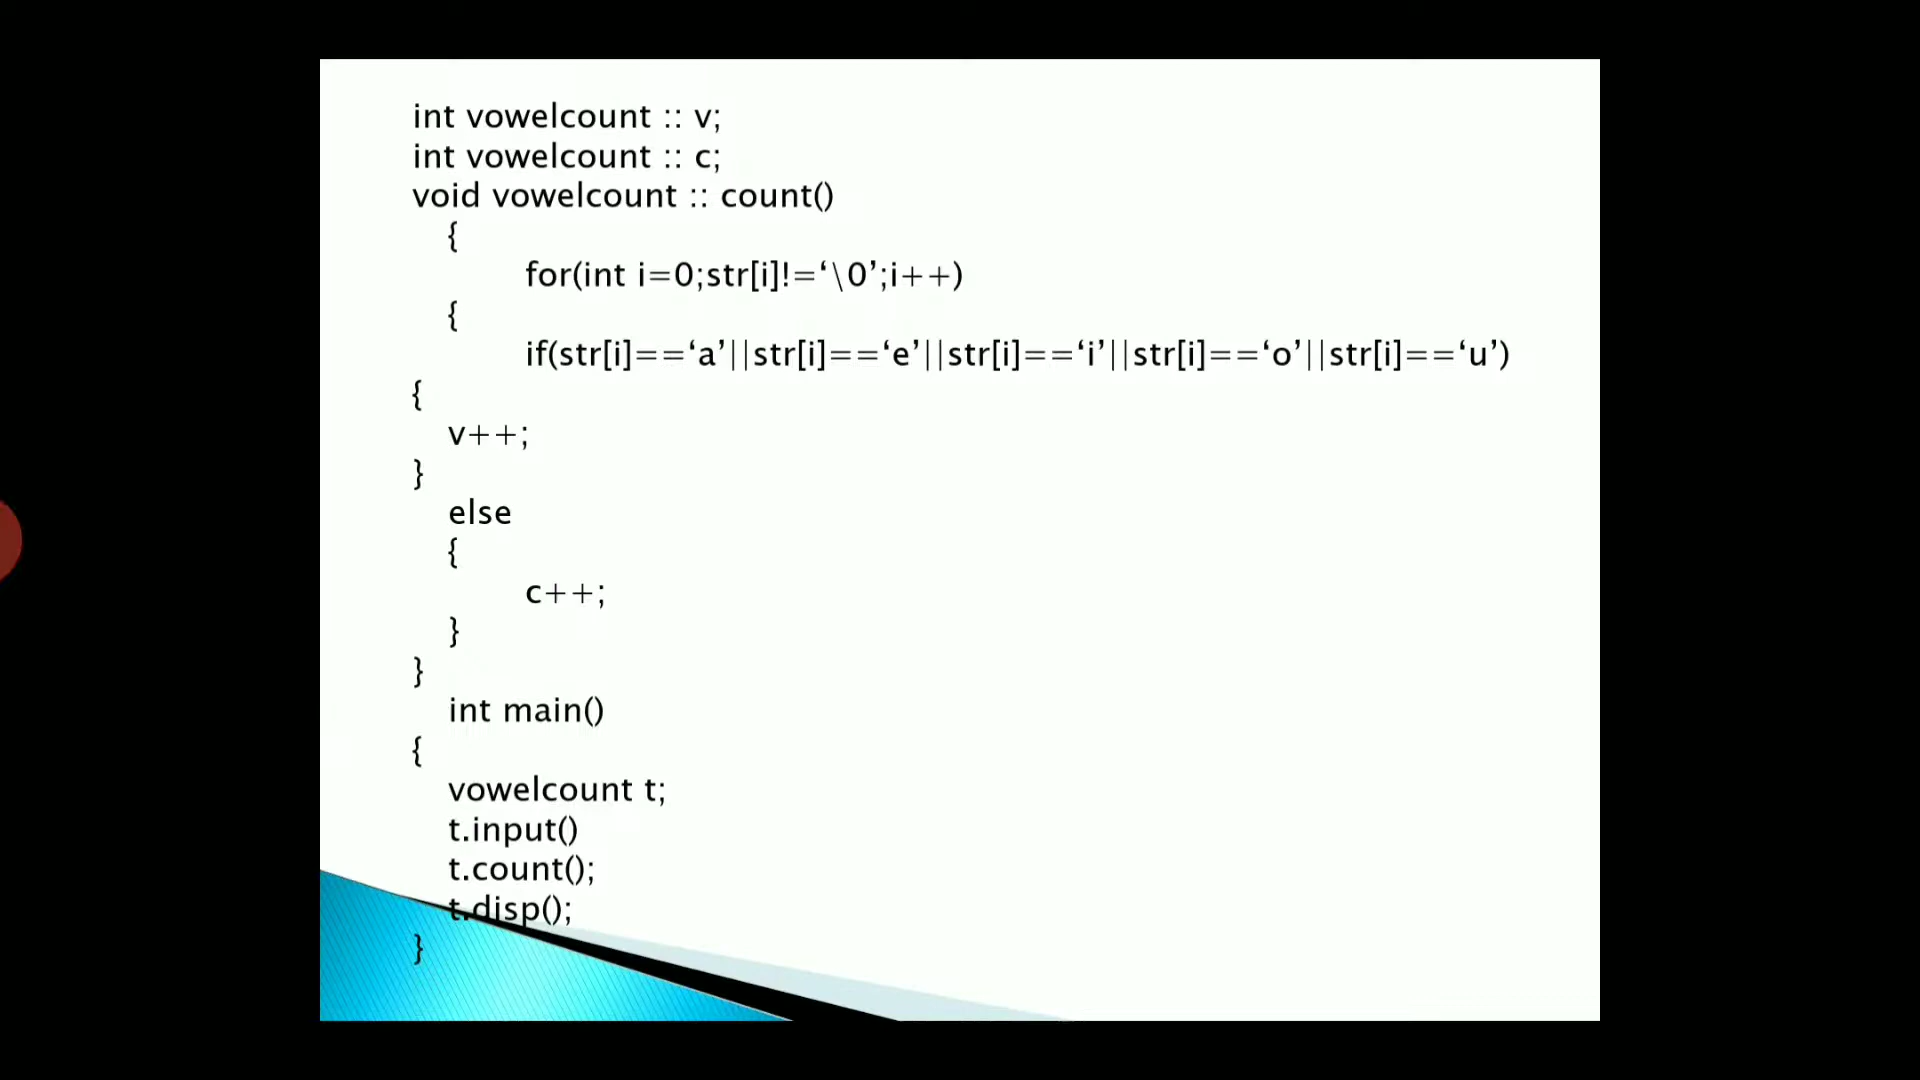 int vowelcount :: v;
int vowelcount :: c;
void vowelcount :: count()
{
for(int i=0;str[i]!=‘\0’;i++)
{
if(str[i]==‘a’||str[i]==‘e’||str[i]==‘i’||str[i]==‘o’||str[i]==‘u’)
{
v++;
}
else
{
c++;
}
}
int main()
{
vowelcount t;
t.input()
t.count();
t.disp();
}